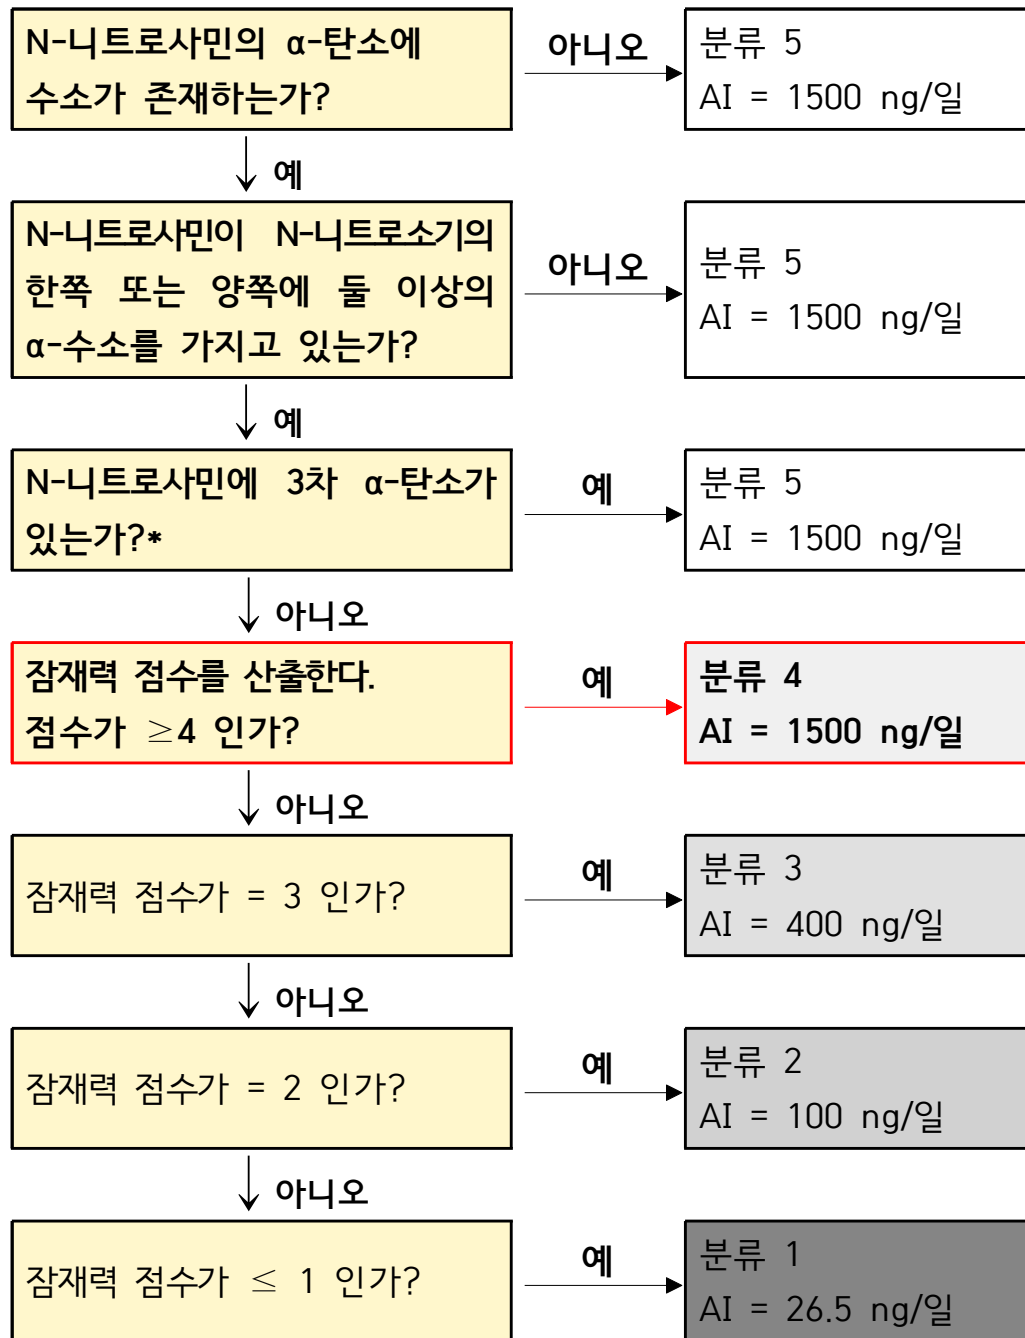 N-니트로사민의 α-탄소에
수소가 존재하는가?
아니오
분류 5
AI = 1500 ng/일
예
N-니트로사민이 N-니트로소기의
한쪽 또는 양쪽에 둘 이상의
α-수소를 가지고 있는가?
아니오
분류 5
AI = 1500 ng/일
예
N-니트로사민에 3차 α-탄소가
있는가?*
예
분류 5
AI = 1500 ng/일
아니오
잠재력 점수를 산출한다.
점수가 ≥4 인가?
예
분류 4
AI = 1500 ng/일
아니오
잠재력 점수가 = 3 인가?
예
분류 3
AI = 400 ng/일
아니오
잠재력 점수가 = 2 인가?
예
분류 2
AI = 100 ng/일
아니오
잠재력 점수가 ≤ 1 인가?
예
분류 1
AI = 26.5 ng/일